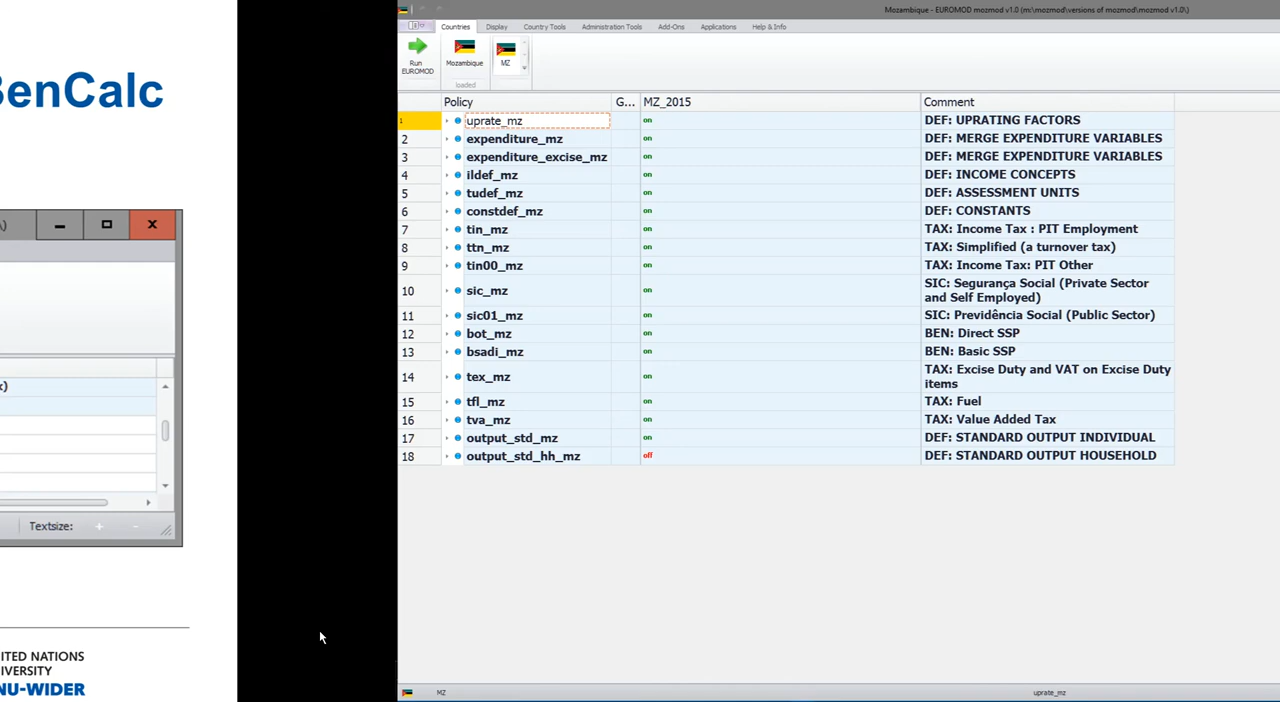 BenCalc
Textsize: + -
ITED NATIONS
IVERSITY
NU-WIDER
Mozambique - EUROMOD mozmod v1.0 (m:\mozmod\versions of mozmod\mozmod v1.0\)
Countries Display Country Tools Administration Tools Add-Ons Applications Help & Info
Run EUROMOD
Mozambique
MZ
loaded
Policy G... MZ_2015 Comment
1 uprate_mz on DEF: UPRATING FACTORS
2 expenditure_mz on DEF: MERGE EXPENDITURE VARIABLES
3 expenditure_excise_mz on DEF: MERGE EXPENDITURE VARIABLES
4 ildef_mz on DEF: INCOME CONCEPTS
5 tudef_mz on DEF: ASSESSMENT UNITS
6 constdef_mz on DEF: CONSTANTS
7 tin_mz on TAX: Income Tax : PIT Employment
8 ttn_mz on TAX: Simplified (a turnover tax)
9 tin00_mz on TAX: Income Tax: PIT Other
10 sic_mz on SIC: Segurança Social (Private Sector
and Self Employed)
11 sic01_mz on SIC: Previdência Social (Public Sector)
12 bot_mz on BEN: Direct SSP
13 bsadi_mz on BEN: Basic SSP
14 tex_mz on TAX: Excise Duty and VAT on Excise Duty
items
15 tfl_mz on TAX: Fuel
16 tva_mz on TAX: Value Added Tax
17 output_std_mz on DEF: STANDARD OUTPUT INDIVIDUAL
18 output_std_hh_mz off DEF: STANDARD OUTPUT HOUSEHOLD
MZ uprate_mz